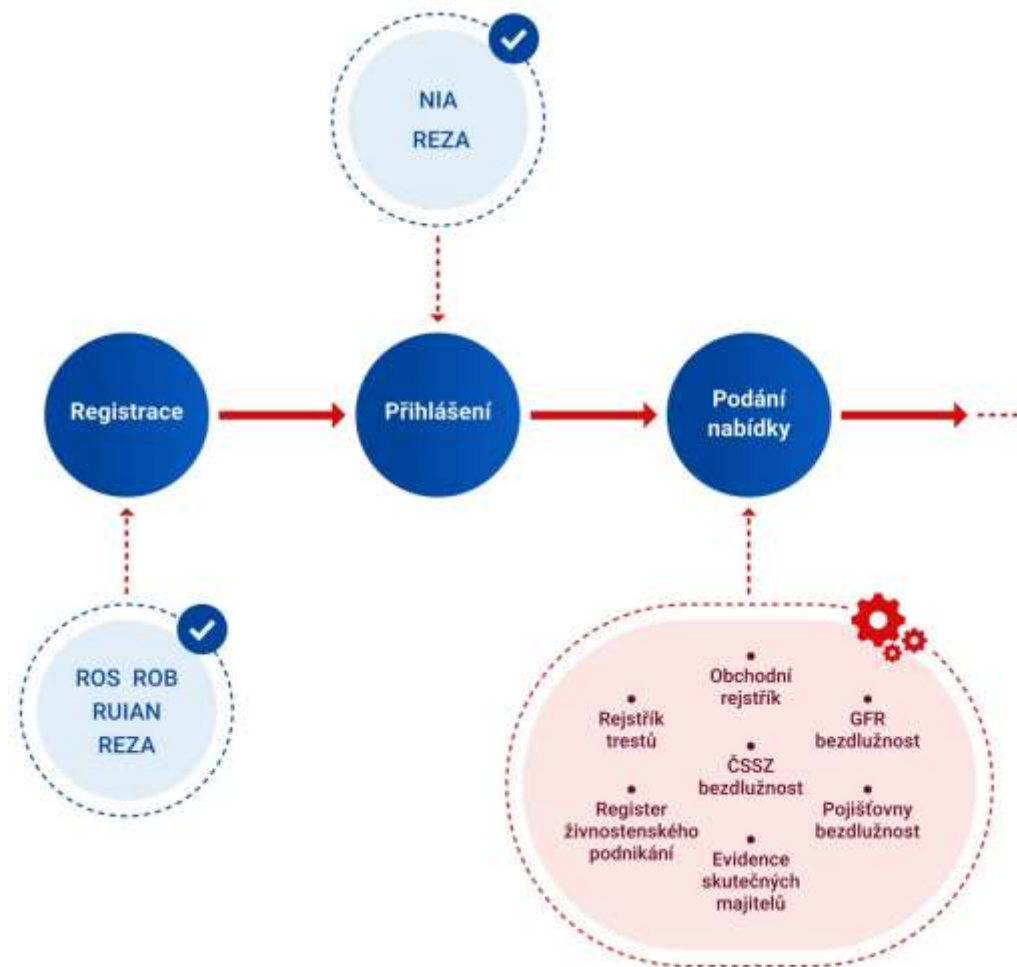 NIA
REZA
Registrace
Přihlášení
Podání
nabídky
ROS ROB
RUIAN
REZA
Obchodní
rejstřík
Rejstřík
trestů
GFR
bezdlužnost
ČSSZ
bezdlužnost
Register
živnostenského
podnikání
Pojišťovny
bezdlužnost
Evidence
skutečných
majitelů